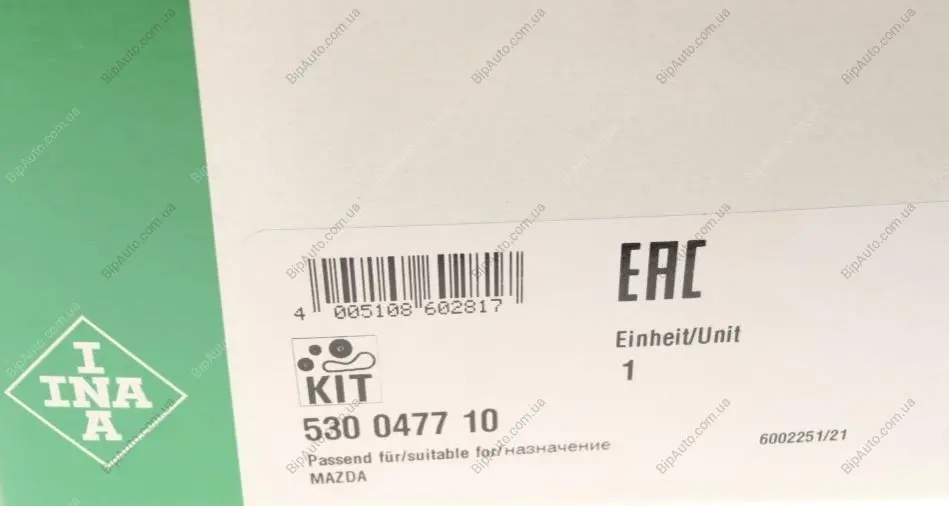 4 005108 602817
EAC
Einheit/Unit
1
KIT
530 0477 10
Passend für/suitable for/назначение
MAZDA
6002251/21
I
INA
A
BipAuto.com.ua